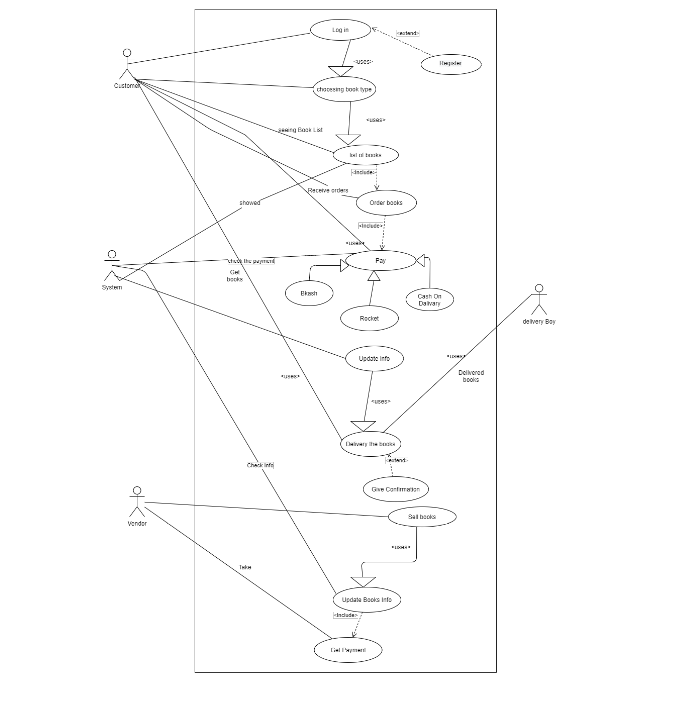 Log in
<extend>
Register
<uses>
Customer
choosing book type
<uses>
seeing Book List
list of books
<Include>
Receive orders
showed
Order books
<Include>
<uses>
Pay
check the payment
Get
books
System
Bkash
Cash On
Dalivary
Rocket
delivery Boy
Update Info
<uses>
<uses>
Delivered
books
<uses>
Delivery the books
<extend>
Check info
Give Confirmation
Vendor
Sell books
<uses>
Take
Update Books Info
<Include>
Get Payment